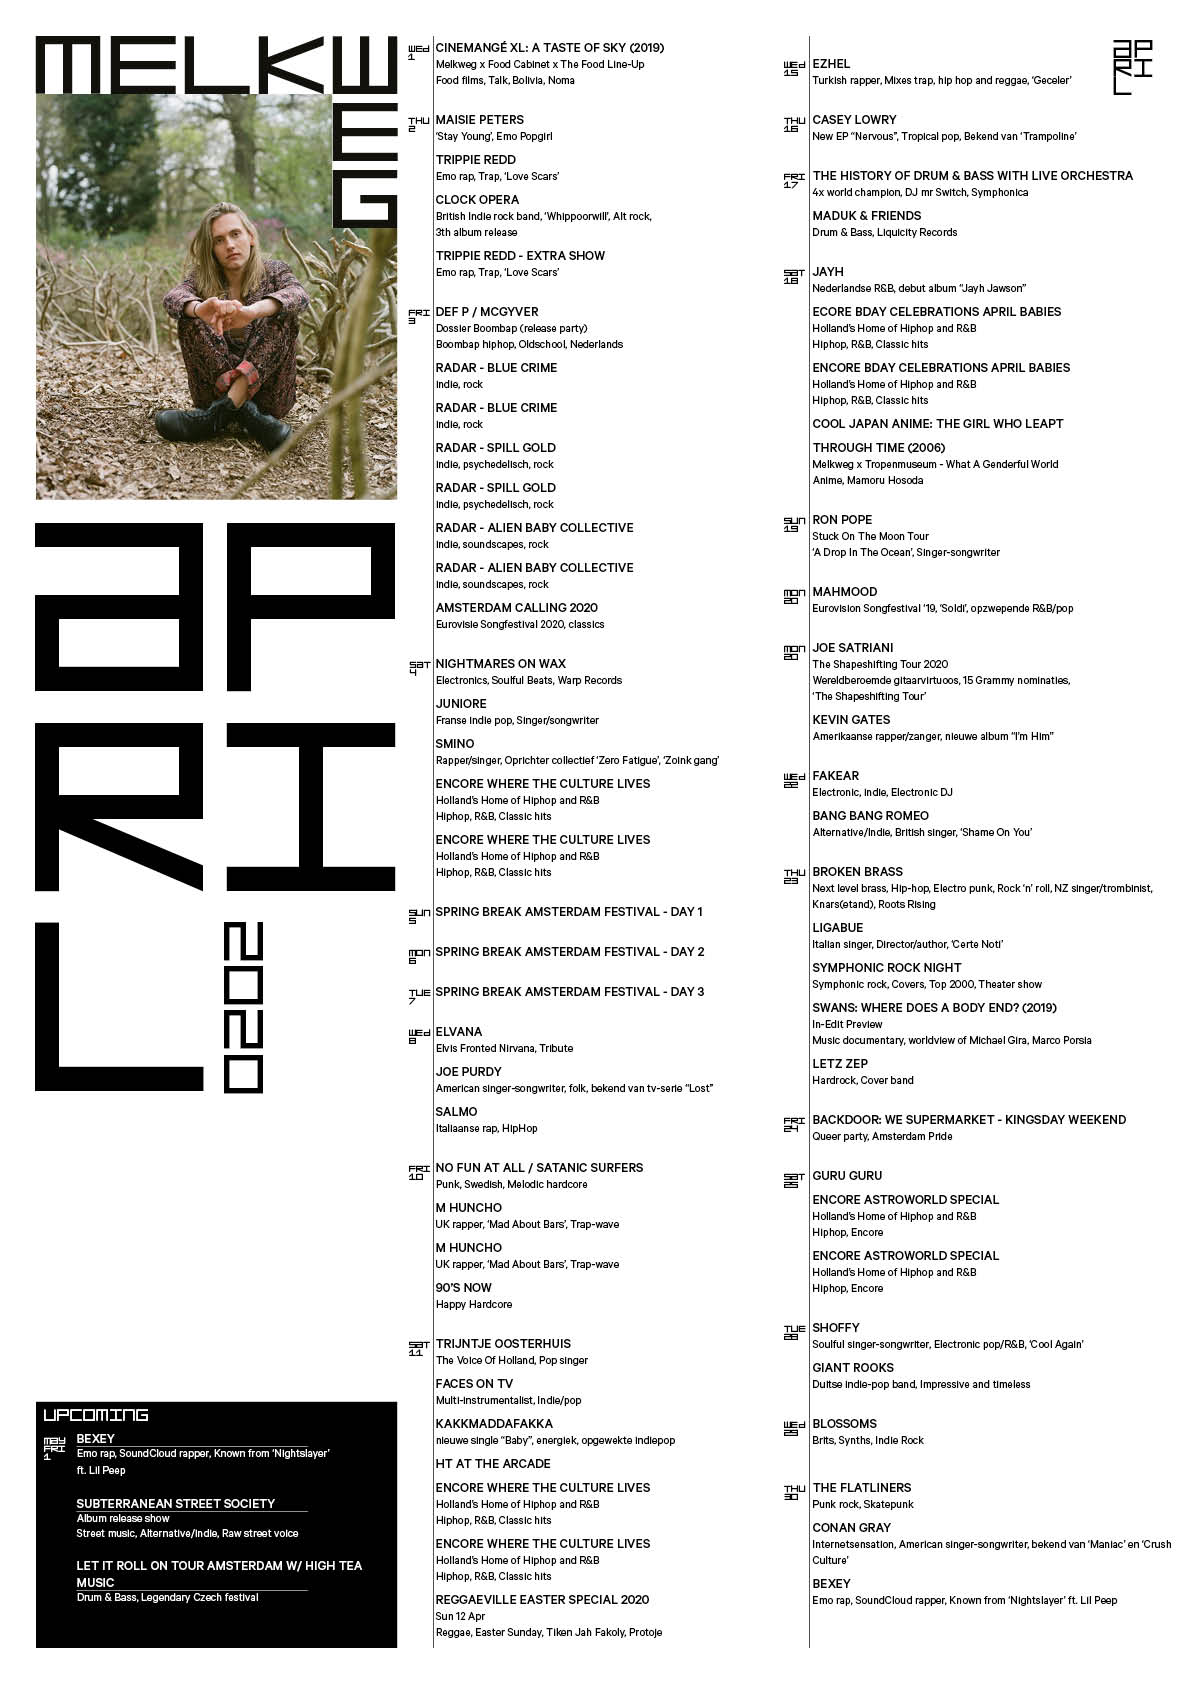 MELKWEG
APRIL
2020
UPCOMING
MAY
FRI
1
BEXEY
Emo rap, SoundCloud rapper, Known from ‘Nightslayer’
ft. Lil Peep
SUBTERRANEAN STREET SOCIETY
Album release show
Street music, Alternative/Indie, Raw street voice
LET IT ROLL ON TOUR AMSTERDAM W/ HIGH TEA
MUSIC
Drum & Bass, Legendary Czech festival
WED
1
CINEMANGÉ XL: A TASTE OF SKY (2019)
Melkweg x Food Cabinet x The Food Line-Up
Food films, Talk, Bolivia, Noma
THU
2
MAISIE PETERS
‘Stay Young’, Emo Popgirl
TRIPPIE REDD
Emo rap, Trap, ‘Love Scars’
CLOCK OPERA
British Indie rock band, ‘Whippoorwill’, Alt rock,
3th album release
TRIPPIE REDD - EXTRA SHOW
Emo rap, Trap, ‘Love Scars’
FRI
3
DEF P / MCGYVER
Dossier Boombap (release party)
Boombap hiphop, Oldschool, Nederlands
RADAR - BLUE CRIME
Indie, rock
RADAR - BLUE CRIME
Indie, rock
RADAR - SPILL GOLD
Indie, psychedelisch, rock
RADAR - SPILL GOLD
Indie, psychedelisch, rock
RADAR - ALIEN BABY COLLECTIVE
Indie, soundscapes, rock
RADAR - ALIEN BABY COLLECTIVE
Indie, soundscapes, rock
AMSTERDAM CALLING 2020
Eurovisie Songfestival 2020, classics
SAT
4
NIGHTMARES ON WAX
Electronics, Soulful Beats, Warp Records
JUNIORE
Franse indie pop, Singer/songwriter
SMINO
Rapper/singer, Oprichter collectief ‘Zero Fatigue’, ‘Zoink gang’
ENCORE WHERE THE CULTURE LIVES
Holland’s Home of Hiphop and R&B
Hiphop, R&B, Classic hits
ENCORE WHERE THE CULTURE LIVES
Holland’s Home of Hiphop and R&B
Hiphop, R&B, Classic hits
SUN
5
SPRING BREAK AMSTERDAM FESTIVAL - DAY 1
MON
6
SPRING BREAK AMSTERDAM FESTIVAL - DAY 2
TUE
7
SPRING BREAK AMSTERDAM FESTIVAL - DAY 3
WED
8
ELVANA
Elvis Fronted Nirvana, Tribute
JOE PURDY
American singer-songwriter, folk, bekend van tv-serie “Lost”
SALMO
Italiaanse rap, HipHop
FRI
10
NO FUN AT ALL / SATANIC SURFERS
Punk, Swedish, Melodic hardcore
M HUNCHO
UK rapper, ‘Mad About Bars’, Trap-wave
M HUNCHO
UK rapper, ‘Mad About Bars’, Trap-wave
90’S NOW
Happy Hardcore
SAT
11
TRIJNTJE OOSTERHUIS
The Voice Of Holland, Pop singer
FACES ON TV
Multi-instrumentalist, Indie/pop
KAKKMADDAFAKKA
nieuwe single “Baby”, energiek, opgewekte indiepop
HT AT THE ARCADE
ENCORE WHERE THE CULTURE LIVES
Holland’s Home of Hiphop and R&B
Hiphop, R&B, Classic hits
ENCORE WHERE THE CULTURE LIVES
Holland’s Home of Hiphop and R&B
Hiphop, R&B, Classic hits
REGGAEVILLE EASTER SPECIAL 2020
Sun 12 Apr
Reggae, Easter Sunday, Tiken Jah Fakoly, Protoje
APRIL
WED
15
EZHEL
Turkish rapper, Mixes trap, hip hop and reggae, ‘Geceler’
THU
16
CASEY LOWRY
New EP “Nervous”, Tropical pop, Bekend van ‘Trampoline’
FRI
17
THE HISTORY OF DRUM & BASS WITH LIVE ORCHESTRA
4x world champion, DJ mr Switch, Symphonica
MADUK & FRIENDS
Drum & Bass, Liquicity Records
SAT
18
JAYH
Nederlandse R&B, debut album “Jayh Jawson”
ECORE BDAY CELEBRATIONS APRIL BABIES
Holland’s Home of Hiphop and R&B
Hiphop, R&B, Classic hits
ENCORE BDAY CELEBRATIONS APRIL BABIES
Holland’s Home of Hiphop and R&B
Hiphop, R&B, Classic hits
COOL JAPAN ANIME: THE GIRL WHO LEAPT
THROUGH TIME (2006)
Melkweg x Tropenmuseum - What A Genderful World
Anime, Mamoru Hosoda
SUN
19
RON POPE
Stuck On The Moon Tour
‘A Drop In The Ocean’, Singer-songwriter
MON
20
MAHMOOD
Eurovision Songfestival ‘19, ‘Soldi’, opzwepende R&B/pop
MON
20
JOE SATRIANI
The Shapeshifting Tour 2020
Wereldberoemde gitaarvirtuoos, 15 Grammy nominaties,
‘The Shapeshifting Tour’
KEVIN GATES
Amerikaanse rapper/zanger, nieuwe album “I’m Him”
WED
22
FAKEAR
Electronic, indie, Electronic DJ
BANG BANG ROMEO
Alternative/Indie, British singer, ‘Shame On You’
THU
23
BROKEN BRASS
Next level brass, Hip-hop, Electro punk, Rock ‘n’ roll, NZ singer/trombinist,
Knars(etand), Roots Rising
LIGABUE
Italian singer, Director/author, ‘Certe Noti’
SYMPHONIC ROCK NIGHT
Symphonic rock, Covers, Top 2000, Theater show
SWANS: WHERE DOES A BODY END? (2019)
In-Edit Preview
Music documentary, worldview of Michael Gira, Marco Porsia
LETZ ZEP
Hardrock, Cover band
FRI
24
BACKDOOR: WE SUPERMARKET - KINGSDAY WEEKEND
Queer party, Amsterdam Pride
SAT
25
GURU GURU
ENCORE ASTROWORLD SPECIAL
Holland’s Home of Hiphop and R&B
Hiphop, Encore
ENCORE ASTROWORLD SPECIAL
Holland’s Home of Hiphop and R&B
Hiphop, Encore
TUE
28
SHOFFY
Soulful singer-songwriter, Electronic pop/R&B, ‘Cool Again’
GIANT ROOKS
Duitse indie-pop band, Impressive and timeless
WED
29
BLOSSOMS
Brits, Synths, Indie Rock
THU
30
THE FLATLINERS
Punk rock, Skatepunk
CONAN GRAY
Internetsensation, American singer-songwriter, bekend van ‘Maniac’ en ‘Crush
Culture’
BEXEY
Emo rap, SoundCloud rapper, Known from ‘Nightslayer’ ft. Lil Peep